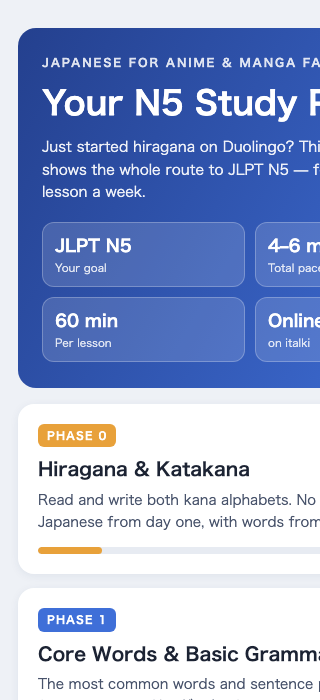 JAPANESE FOR ANIME & MANGA FA
Your N5 Study
Just started hiragana on Duolingo?
shows the whole route to JLPT N5 —
lesson a week.
JLPT N5
Your goal
4–6 m
Total pace
60 min
Per lesson
Online
on italki
PHASE 0
Hiragana & Katakana
Read and write both kana alphabets. No
Japanese from day one, with words from
PHASE 1
Core Words & Basic Gramma
The most common words and sentence